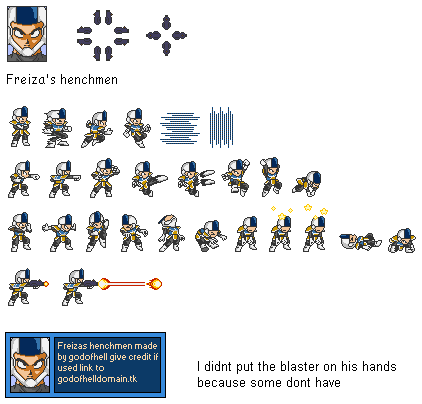 Freiza's henchmen
Freizas henchmen made
by godofhell give credit if
used link to
godofhelldomain.tk
I didnt put the blaster on his hands
because some dont have